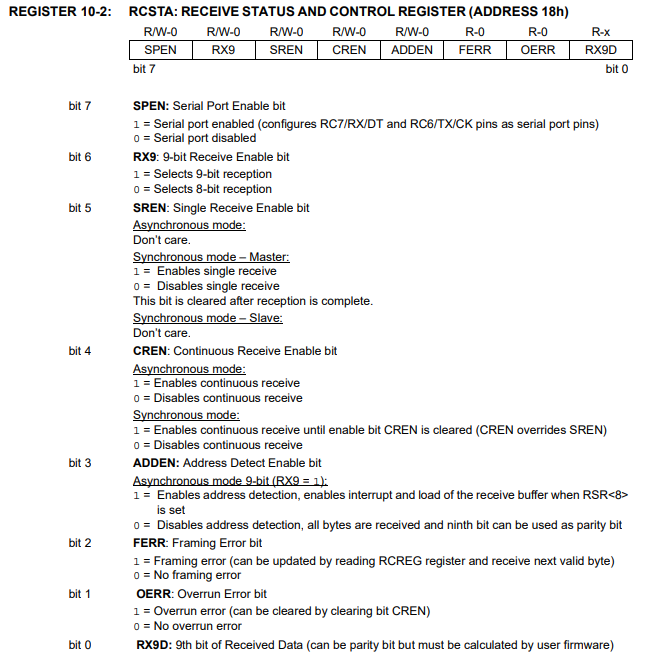 REGISTER 10-2: RCSTA: RECEIVE STATUS AND CONTROL REGISTER (ADDRESS 18h)
R/W-0 R/W-0 R/W-0 R/W-0 R/W-0 R-0 R-0 R-x
SPEN RX9 SREN CREN ADDEN FERR OERR RX9D
bit 7 bit 0
bit 7 SPEN: Serial Port Enable bit
1 = Serial port enabled (configures RC7/RX/DT and RC6/TX/CK pins as serial port pins)
0 = Serial port disabled
bit 6 RX9: 9-bit Receive Enable bit
1 = Selects 9-bit reception
0 = Selects 8-bit reception
bit 5 SREN: Single Receive Enable bit
Asynchronous mode:
Don't care.
Synchronous mode – Master:
1 = Enables single receive
0 = Disables single receive
This bit is cleared after reception is complete.
Synchronous mode – Slave:
Don't care.
bit 4 CREN: Continuous Receive Enable bit
Asynchronous mode:
1 = Enables continuous receive
0 = Disables continuous receive
Synchronous mode:
1 = Enables continuous receive until enable bit CREN is cleared (CREN overrides SREN)
0 = Disables continuous receive
bit 3 ADDEN: Address Detect Enable bit
Asynchronous mode 9-bit (RX9 = 1):
1 = Enables address detection, enables interrupt and load of the receive buffer when RSR<8>
is set
0 = Disables address detection, all bytes are received and ninth bit can be used as parity bit
bit 2 FERR: Framing Error bit
1 = Framing error (can be updated by reading RCREG register and receive next valid byte)
0 = No framing error
bit 1 OERR: Overrun Error bit
1 = Overrun error (can be cleared by clearing bit CREN)
0 = No overrun error
bit 0 RX9D: 9th bit of Received Data (can be parity bit but must be calculated by user firmware)